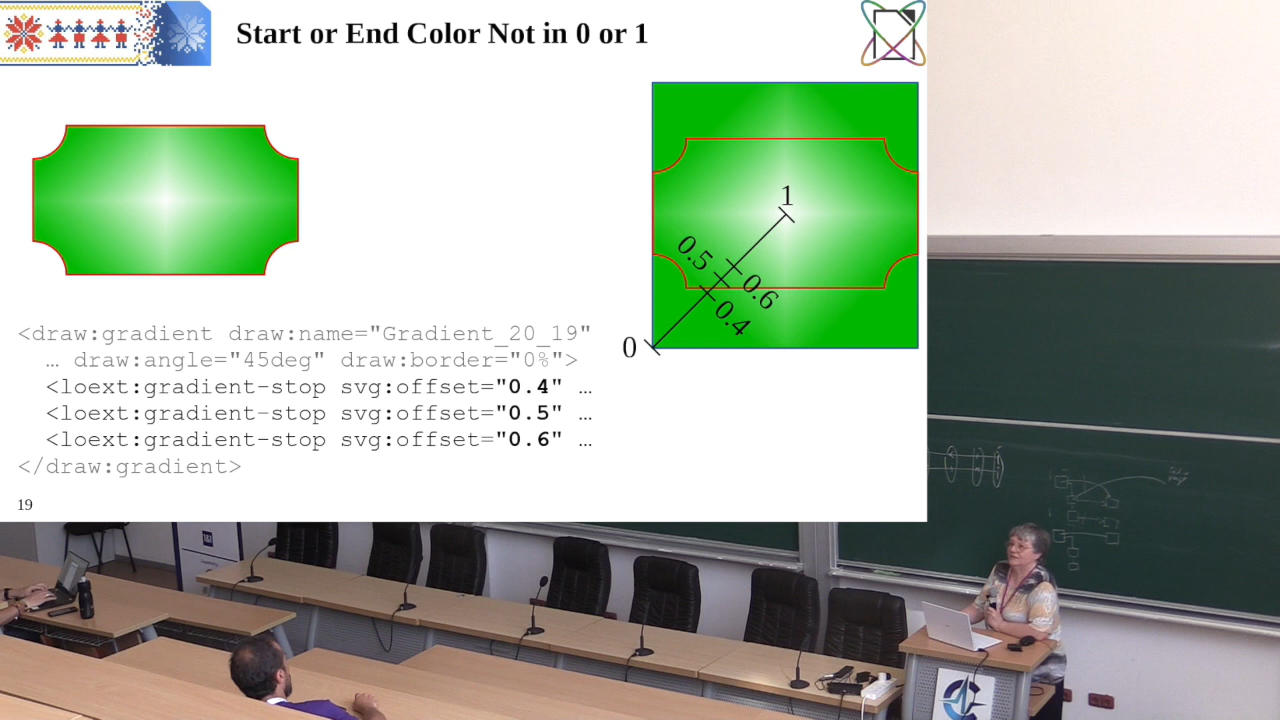 Start or End Color Not in 0 or 1
1
0.5
0.6
0.4
0
<draw:gradient draw:name="Gradient_20_19"
… draw:angle="45deg" draw:border="0%">
<loext:gradient-stop svg:offset="0.4" …
<loext:gradient-stop svg:offset="0.5" …
<loext:gradient-stop svg:offset="0.6" …
</draw:gradient>
19